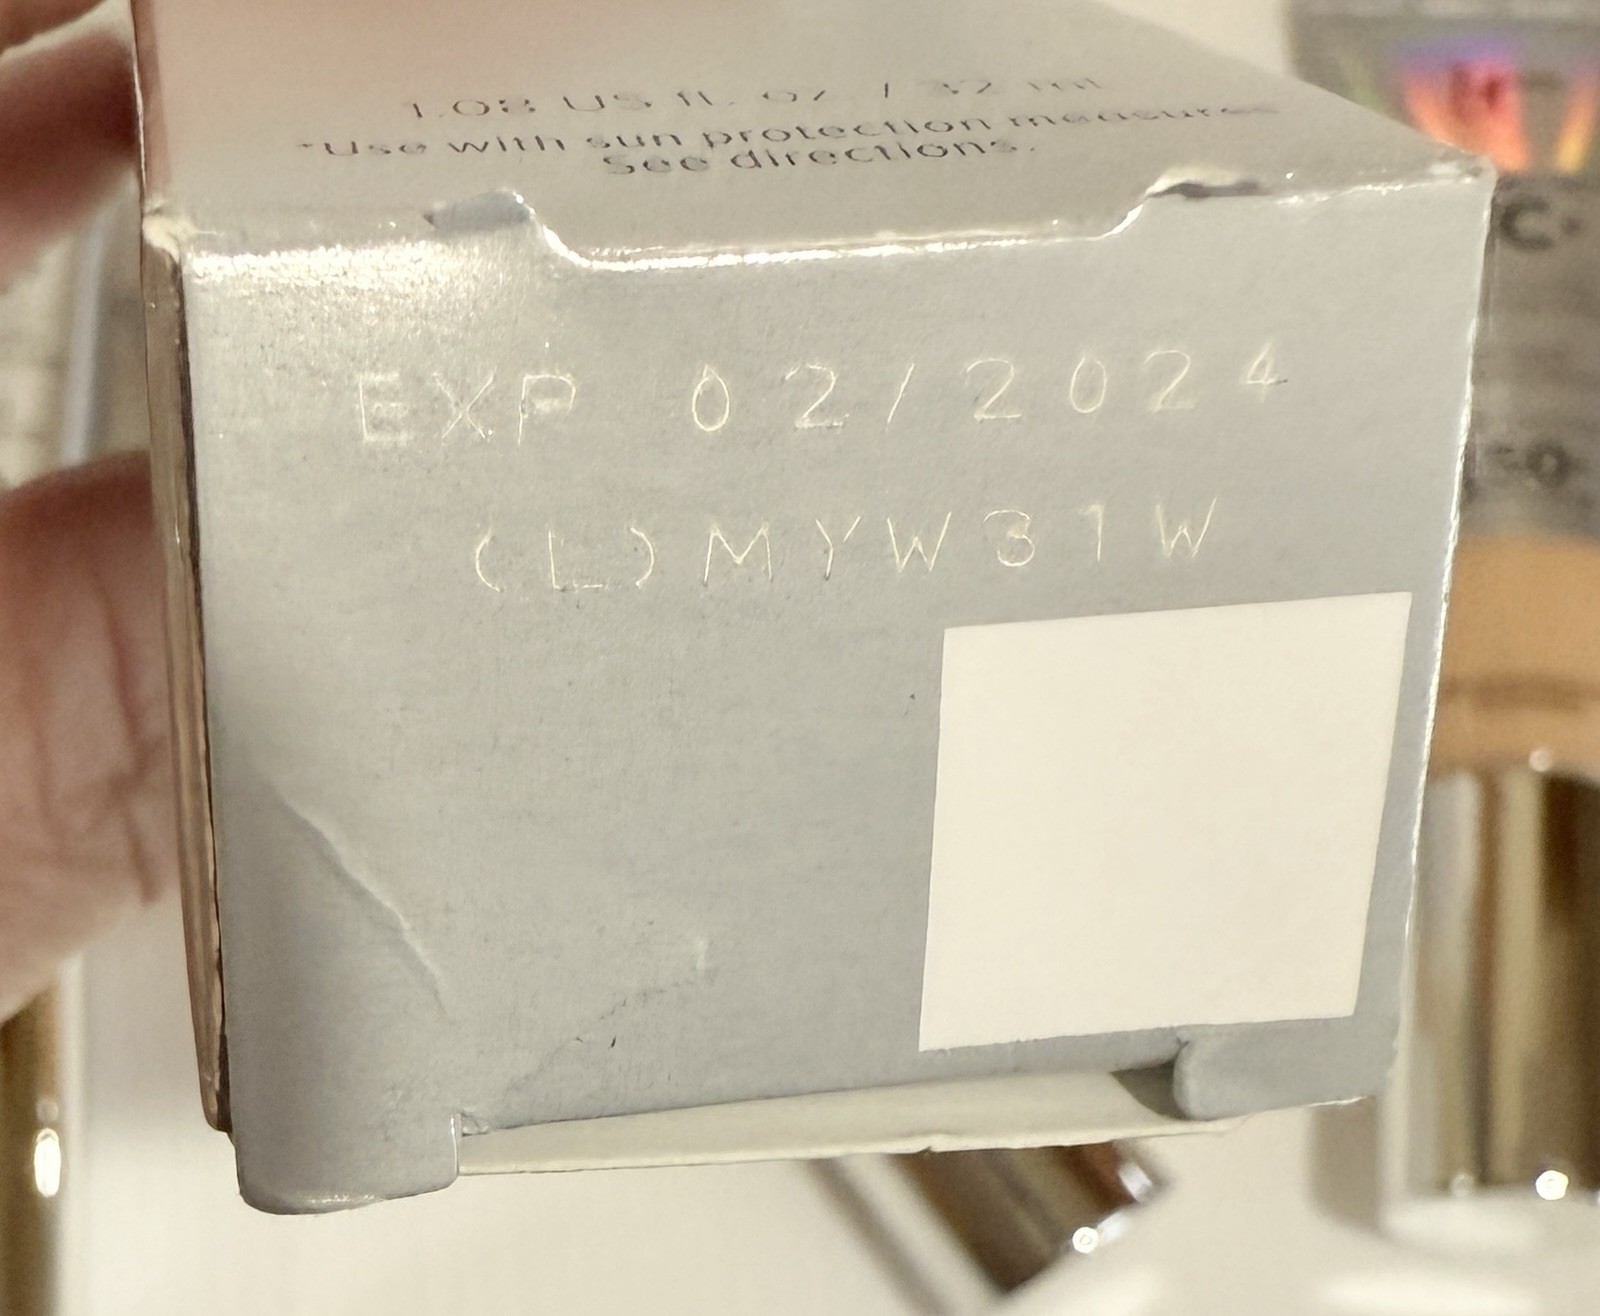 1.08 US fl. oz / 32 ml
*Use with sun protection measures
See directions.
EXP 02/2024
(L)MYW31W
C+